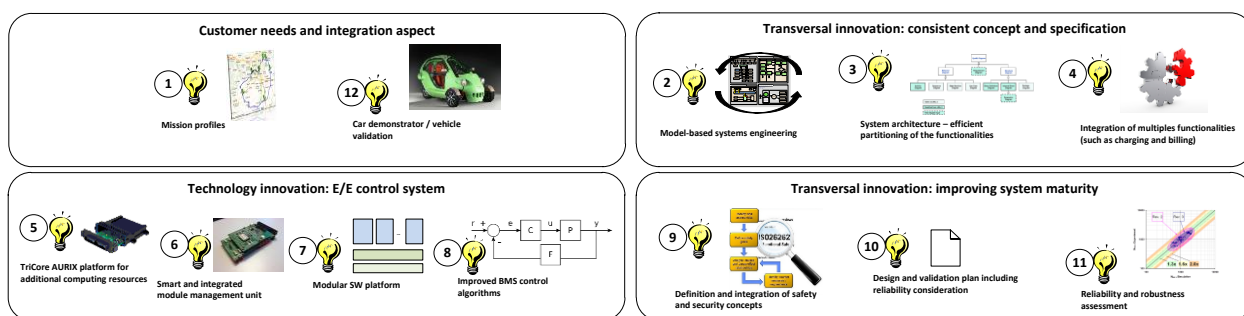 Customer needs and integration aspect
1
Mission profiles
12
Car demonstrator / vehicle
validation
Transversal innovation: consistent concept and specification
2
Model-based systems engineering
3
System architecture – efficient
partitioning of the functionalities
4
Integration of multiples functionalities
(such as charging and billing)
Technology innovation: E/E control system
5
TriCore AURIX platform for
additional computing resources
6
Smart and integrated
module management unit
7
...
Modular SW platform
8
r + e C u P y
-
F
Improved BMS control
algorithms
Transversal innovation: improving system maturity
9
ISO26262
Definition and integration of safety
and security concepts
10
Design and validation plan including
reliability consideration
11
Reliability and robustness
assessment